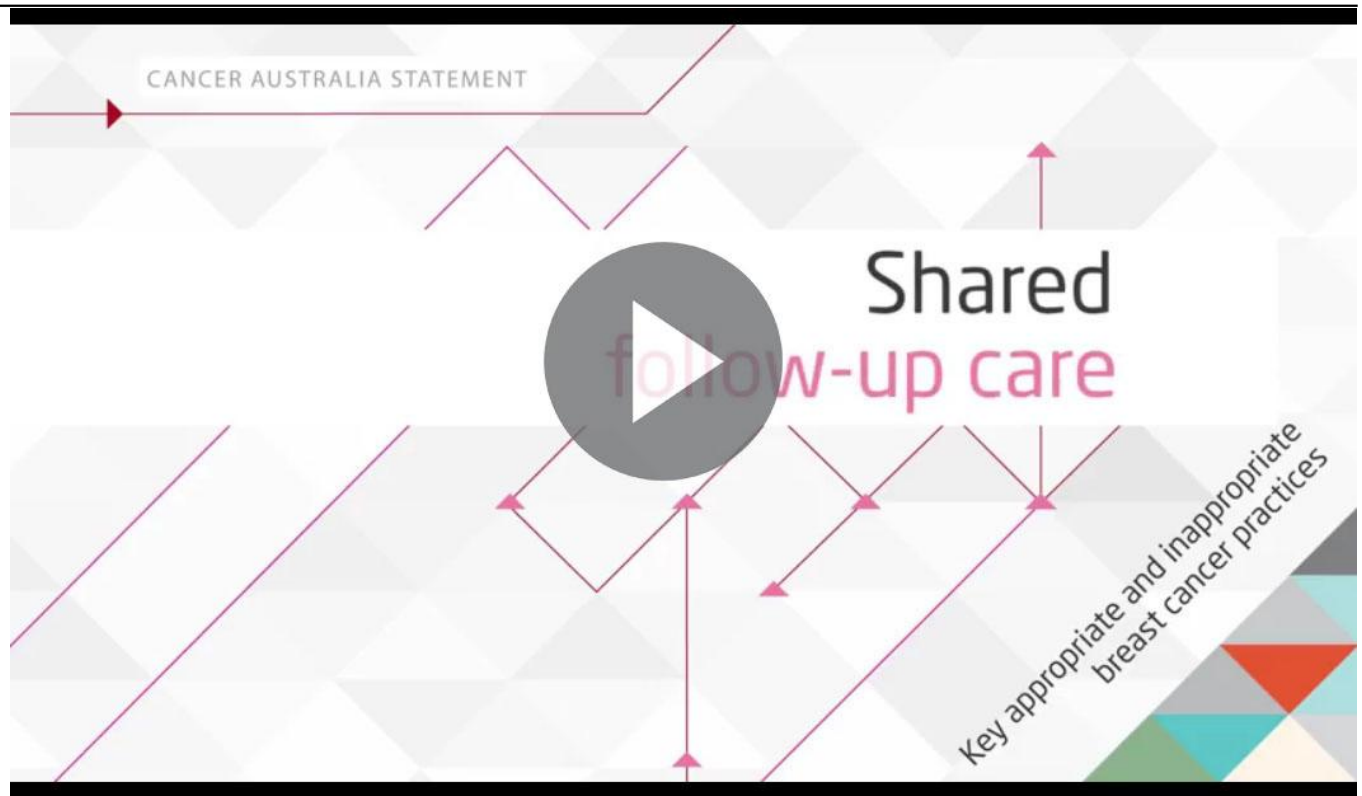 CANCER AUSTRALIA STATEMENT
Shared
follow-up care
Key appropriate and inappropriate
breast cancer practices